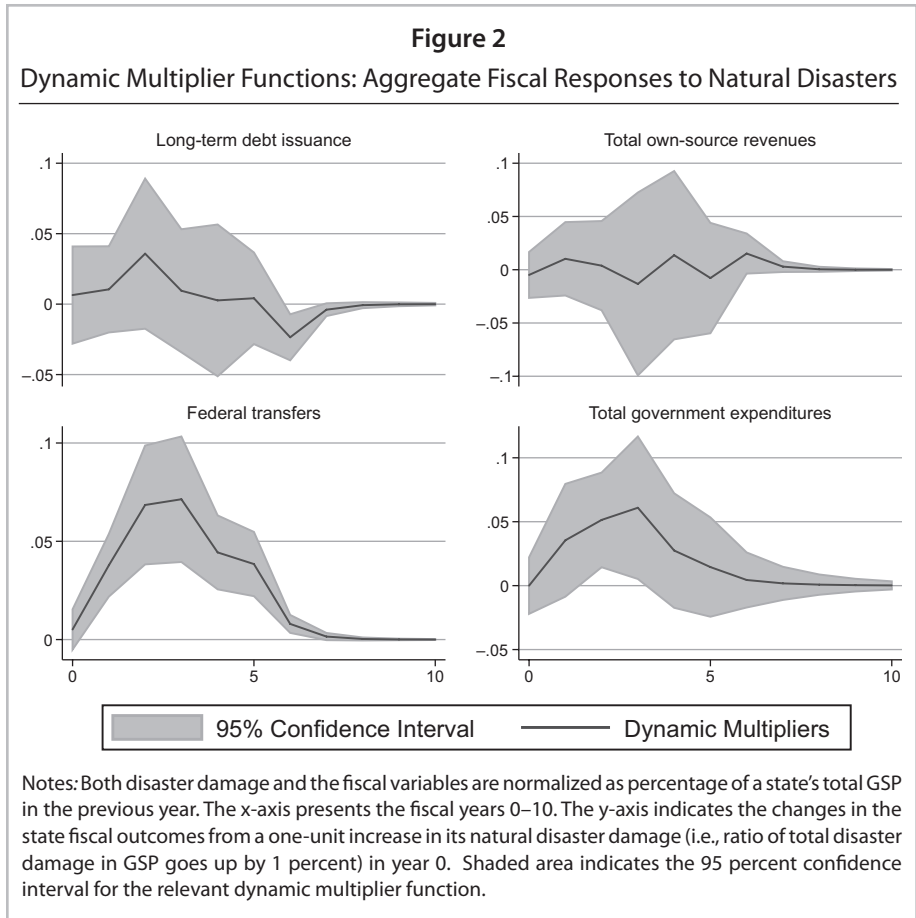 Figure 2
Dynamic Multiplier Functions: Aggregate Fiscal Responses to Natural Disasters
Long-term debt issuance
.1
.05
0
–.05
Total own-source revenues
.1
.05
0
–.05
–.1
Federal transfers
.1
.05
0
0 5 10
Total government expenditures
.1
.05
0
–.05
0 5 10
95% Confidence Interval Dynamic Multipliers
Notes: Both disaster damage and the fiscal variables are normalized as percentage of a state's total GSP
in the previous year. The x-axis presents the fiscal years 0–10. The y-axis indicates the changes in the
state fiscal outcomes from a one-unit increase in its natural disaster damage (i.e., ratio of total disaster
damage in GSP goes up by 1 percent) in year 0. Shaded area indicates the 95 percent confidence
interval for the relevant dynamic multiplier function.